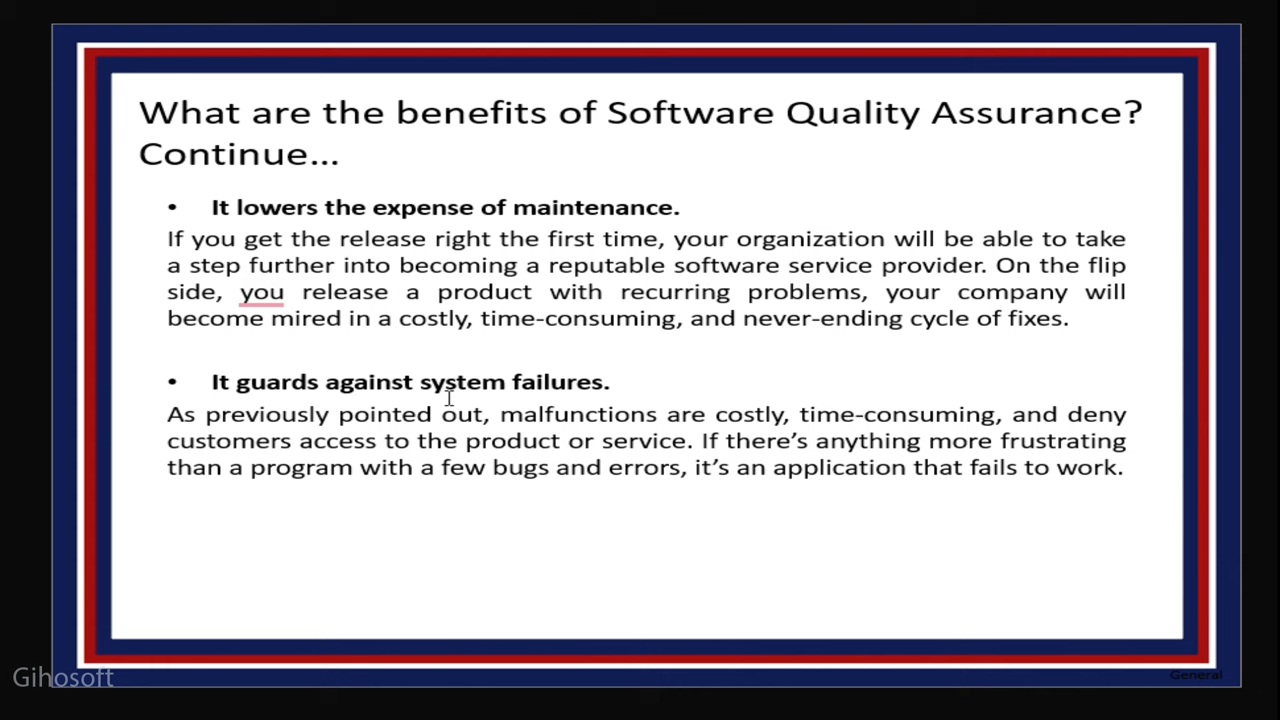 What are the benefits of Software Quality Assurance?
Continue...
• It lowers the expense of maintenance.
If you get the release right the first time, your organization will be able to take
a step further into becoming a reputable software service provider. On the flip
side, you release a product with recurring problems, your company will
become mired in a costly, time-consuming, and never-ending cycle of fixes.
• It guards against system failures.
As previously pointed out, malfunctions are costly, time-consuming, and deny
customers access to the product or service. If there’s anything more frustrating
than a program with a few bugs and errors, it’s an application that fails to work.
Gihosoft
General